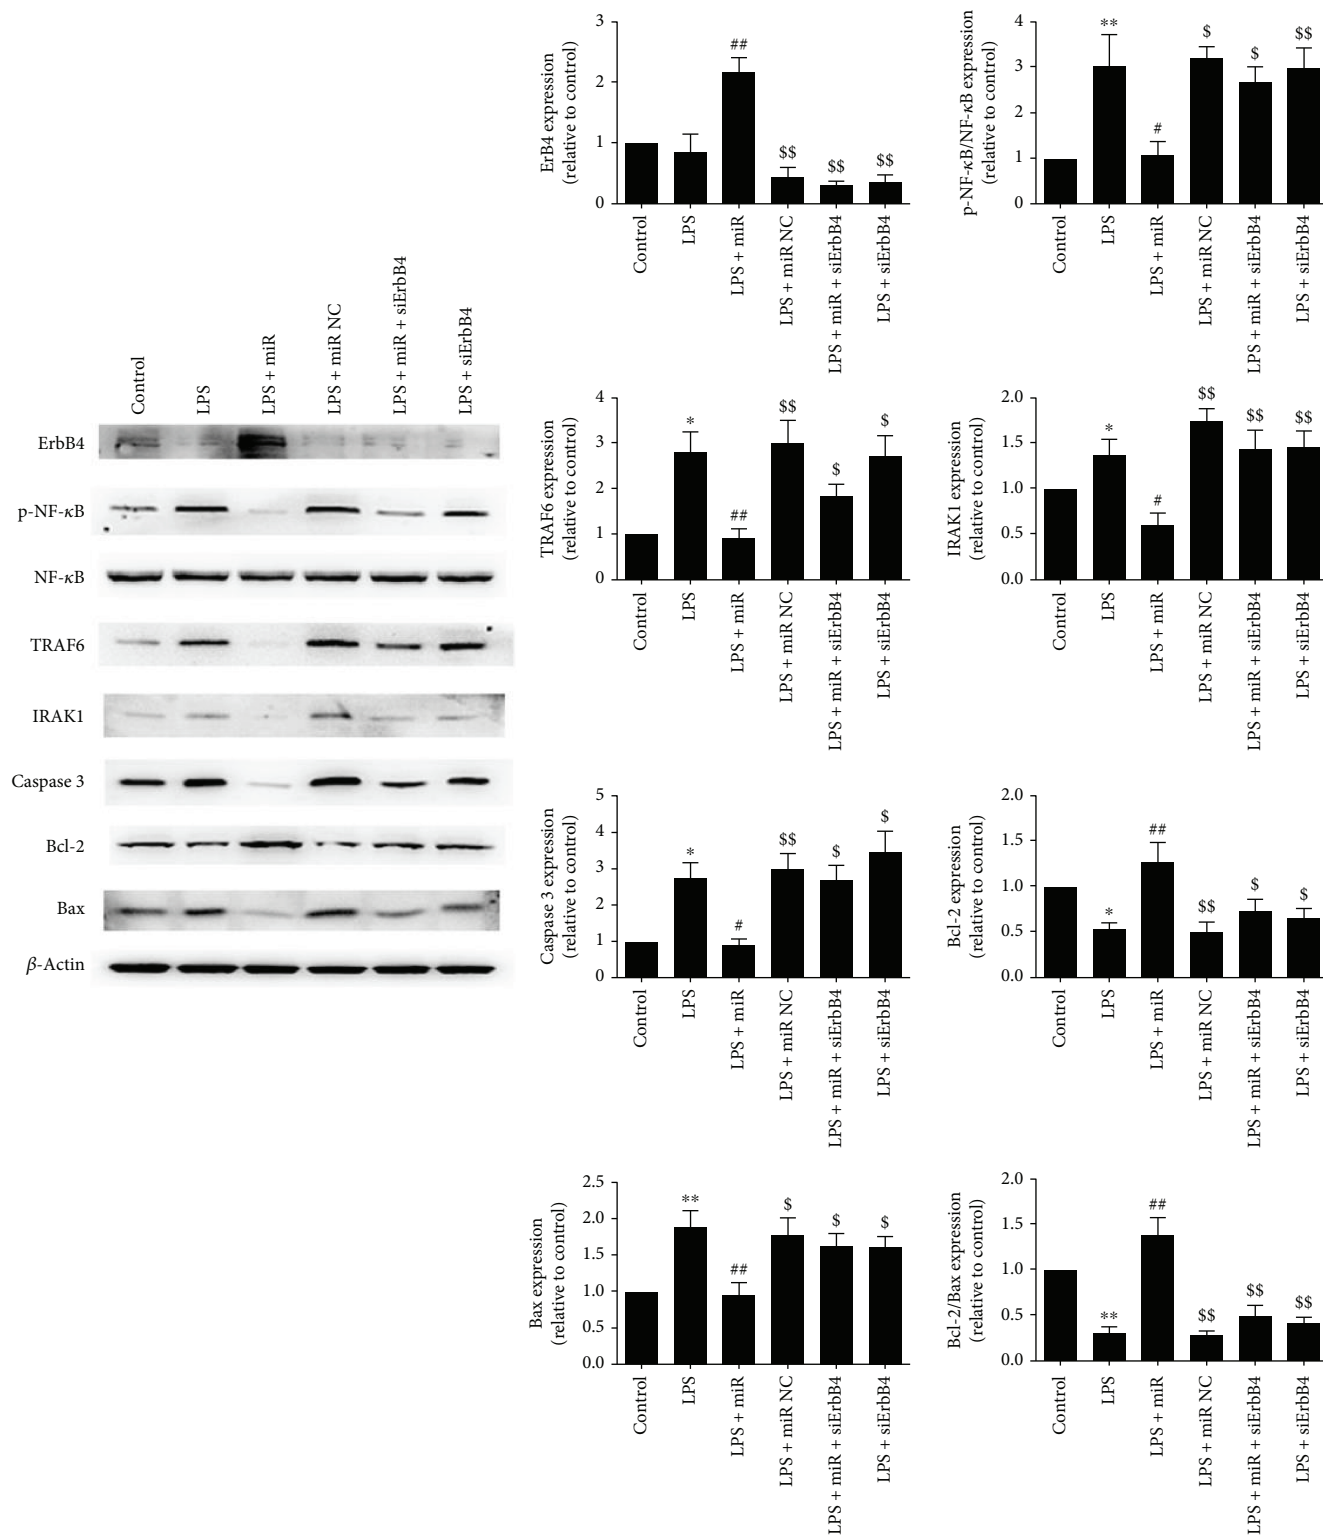 Control
LPS
LPS + miR
LPS + miR NC
LPS + miR + siErbB4
LPS + siErbB4
ErbB4
p-NF-κB
NF-κB
TRAF6
IRAK1
Caspase 3
Bcl-2
Bax
β-Actin
ErB4 expression
(relative to control)
3
2
1
0
##
$$
$$
$$
Control
LPS
LPS + miR
LPS + miR NC
LPS + miR + siErbB4
LPS + siErbB4
p-NF-κB/NF-κB expression
(relative to control)
4
3
2
1
0
**
#
$
$
$$
Control
LPS
LPS + miR
LPS + miR NC
LPS + miR + siErbB4
LPS + siErbB4
TRAF6 expression
(relative to control)
4
3
2
1
0
*
##
$$
$
$
Control
LPS
LPS + miR
LPS + miR NC
LPS + miR + siErbB4
LPS + siErbB4
IRAK1 expression
(relative to control)
2.0
1.5
1.0
0.5
0.0
*
#
$$
$$
$$
Control
LPS
LPS + miR
LPS + miR NC
LPS + miR + siErbB4
LPS + siErbB4
Caspase 3 expression
(relative to control)
5
4
3
2
1
0
*
#
$$
$
$
Control
LPS
LPS + miR
LPS + miR NC
LPS + miR + siErbB4
LPS + siErbB4
Bcl-2 expression
(relative to control)
2.0
1.5
1.0
0.5
0.0
*
##
$$
$
$
Control
LPS
LPS + miR
LPS + miR NC
LPS + miR + siErbB4
LPS + siErbB4
Bax expression
(relative to control)
2.5
2.0
1.5
1.0
0.5
0.0
**
##
$
$
$
Control
LPS
LPS + miR
LPS + miR NC
LPS + miR + siErbB4
LPS + siErbB4
Bcl-2/Bax expression
(relative to control)
2.0
1.5
1.0
0.5
0.0
**
##
$$
$$
$$
Control
LPS
LPS + miR
LPS + miR NC
LPS + miR + siErbB4
LPS + siErbB4